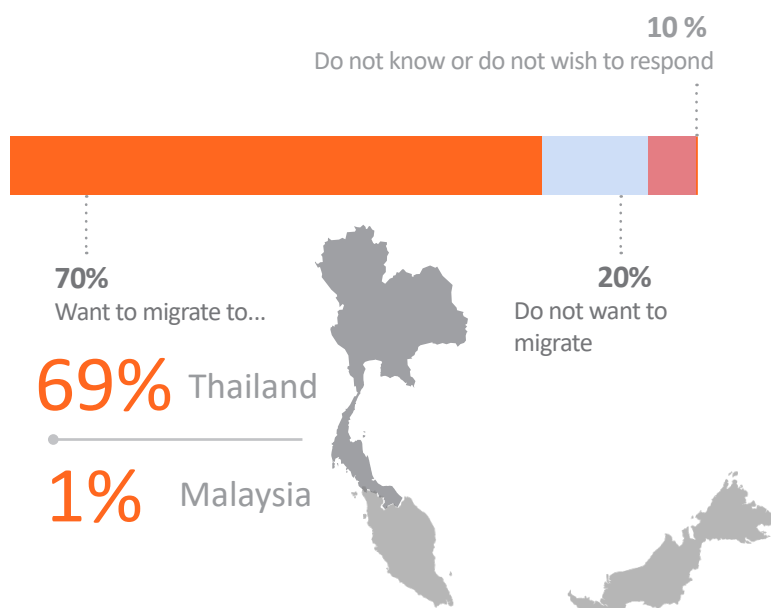 10 %
Do not know or do not wish to respond
70%
Want to migrate to...
20%
Do not want to
migrate
69% Thailand
1% Malaysia